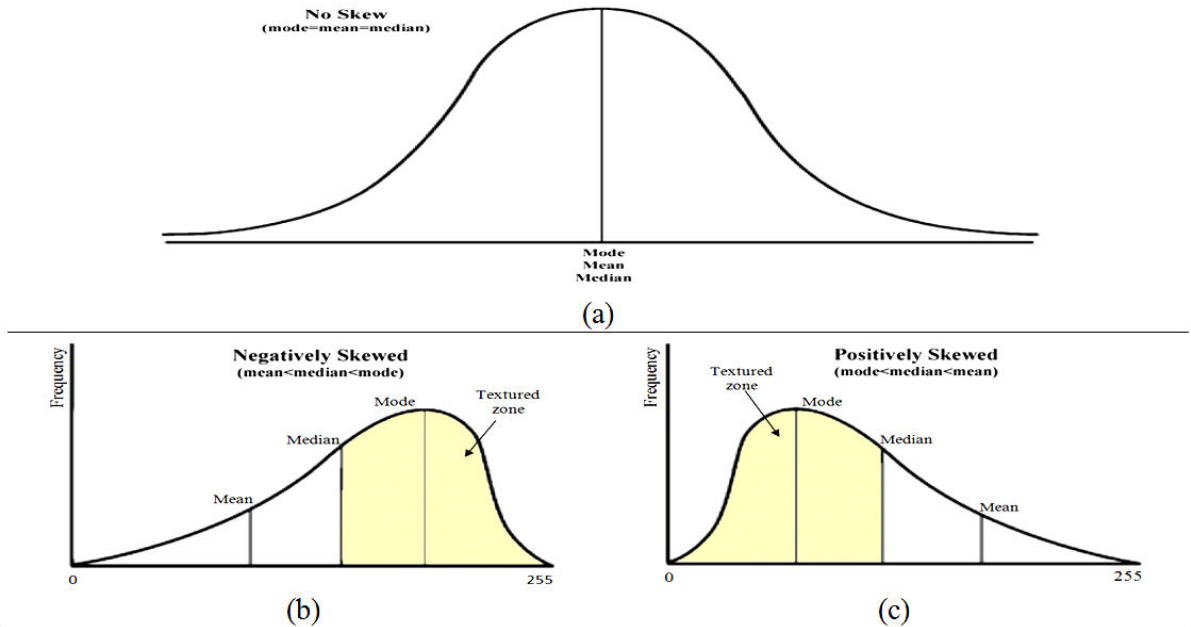 No Skew
(mode=mean=median)
Mode
Mean
Median
(a)
Negatively Skewed
(mean<median<mode)
Frequency
Mode
Textured
zone
Median
Mean
0
255
(b)
Positively Skewed
(mode<median<mean)
Frequency
Textured
zone
Mode
Median
Mean
0
255
(c)